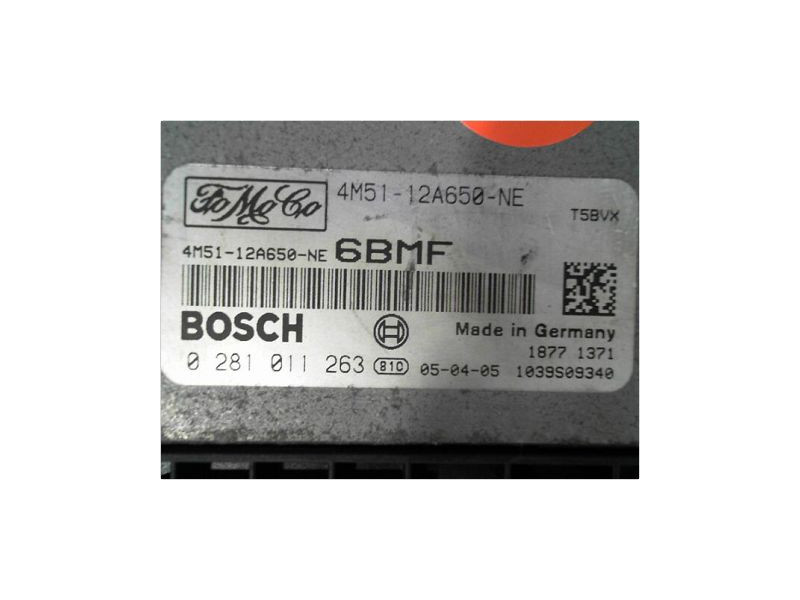 FoMoCo 4M51-12A650-NE
T5BVX
4M51-12A650-NE 6BMF
BOSCH Made in Germany
1877 1371
0 281 011 263 81C 05-04-05 1039S09340